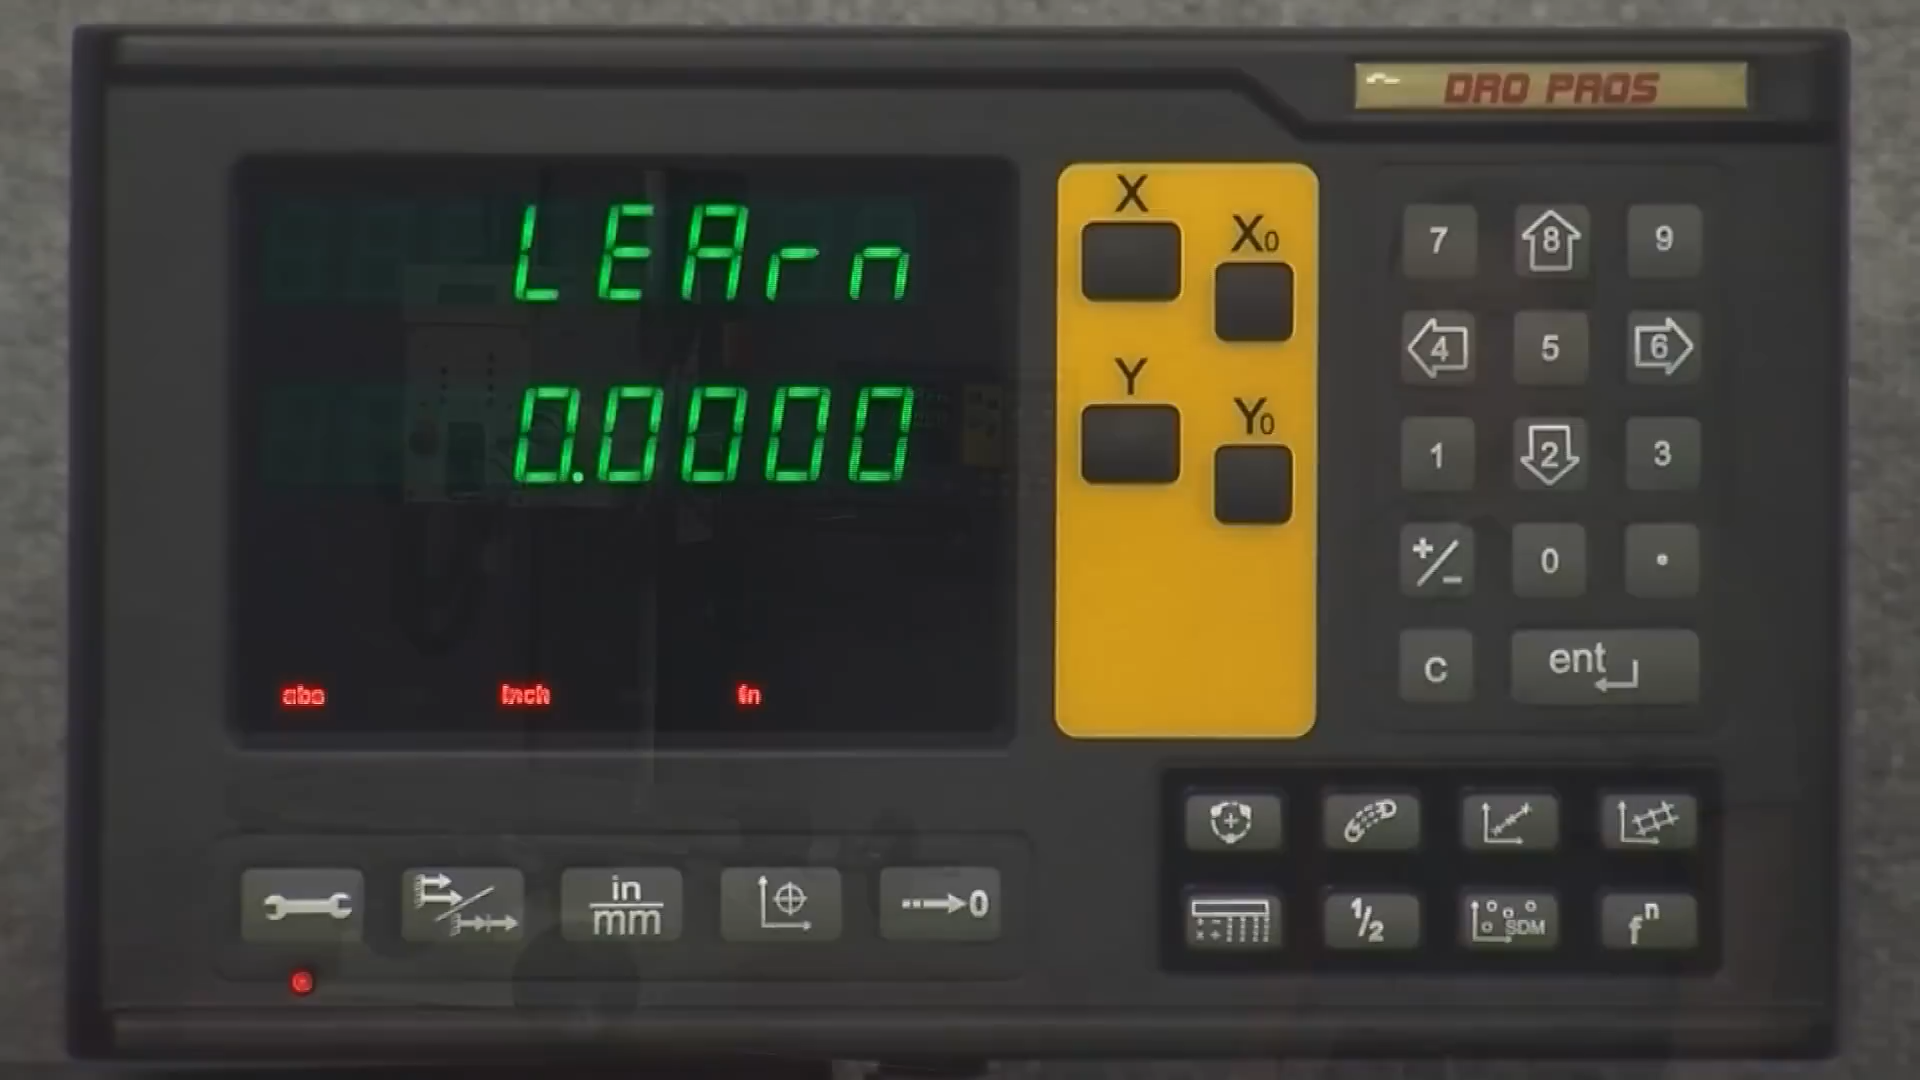 DRO PROS
LEArn
0.0000
abs inch fn
X
X0
Y
Y0
7 8 9
4 5 6
1 2 3
+/- 0 .
c ent
in
mm
0
1/2
SDM
fn